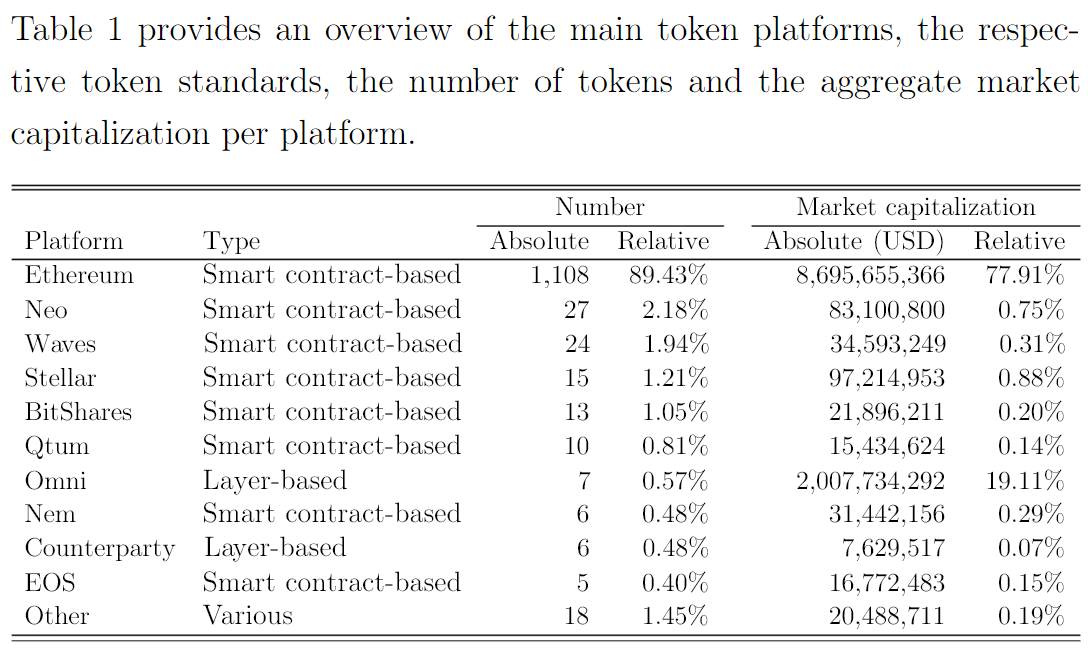 Table 1 provides an overview of the main token platforms, the respec-
tive token standards, the number of tokens and the aggregate market
capitalization per platform.
Number Market capitalization
Platform Type Absolute Relative Absolute (USD) Relative
Ethereum Smart contract-based 1,108 89.43% 8,695,655,366 77.91%
Neo Smart contract-based 27 2.18% 83,100,800 0.75%
Waves Smart contract-based 24 1.94% 34,593,249 0.31%
Stellar Smart contract-based 15 1.21% 97,214,953 0.88%
BitShares Smart contract-based 13 1.05% 21,896,211 0.20%
Qtum Smart contract-based 10 0.81% 15,434,624 0.14%
Omni Layer-based 7 0.57% 2,007,734,292 19.11%
Nem Smart contract-based 6 0.48% 31,442,156 0.29%
Counterparty Layer-based 6 0.48% 7,629,517 0.07%
EOS Smart contract-based 5 0.40% 16,772,483 0.15%
Other Various 18 1.45% 20,488,711 0.19%